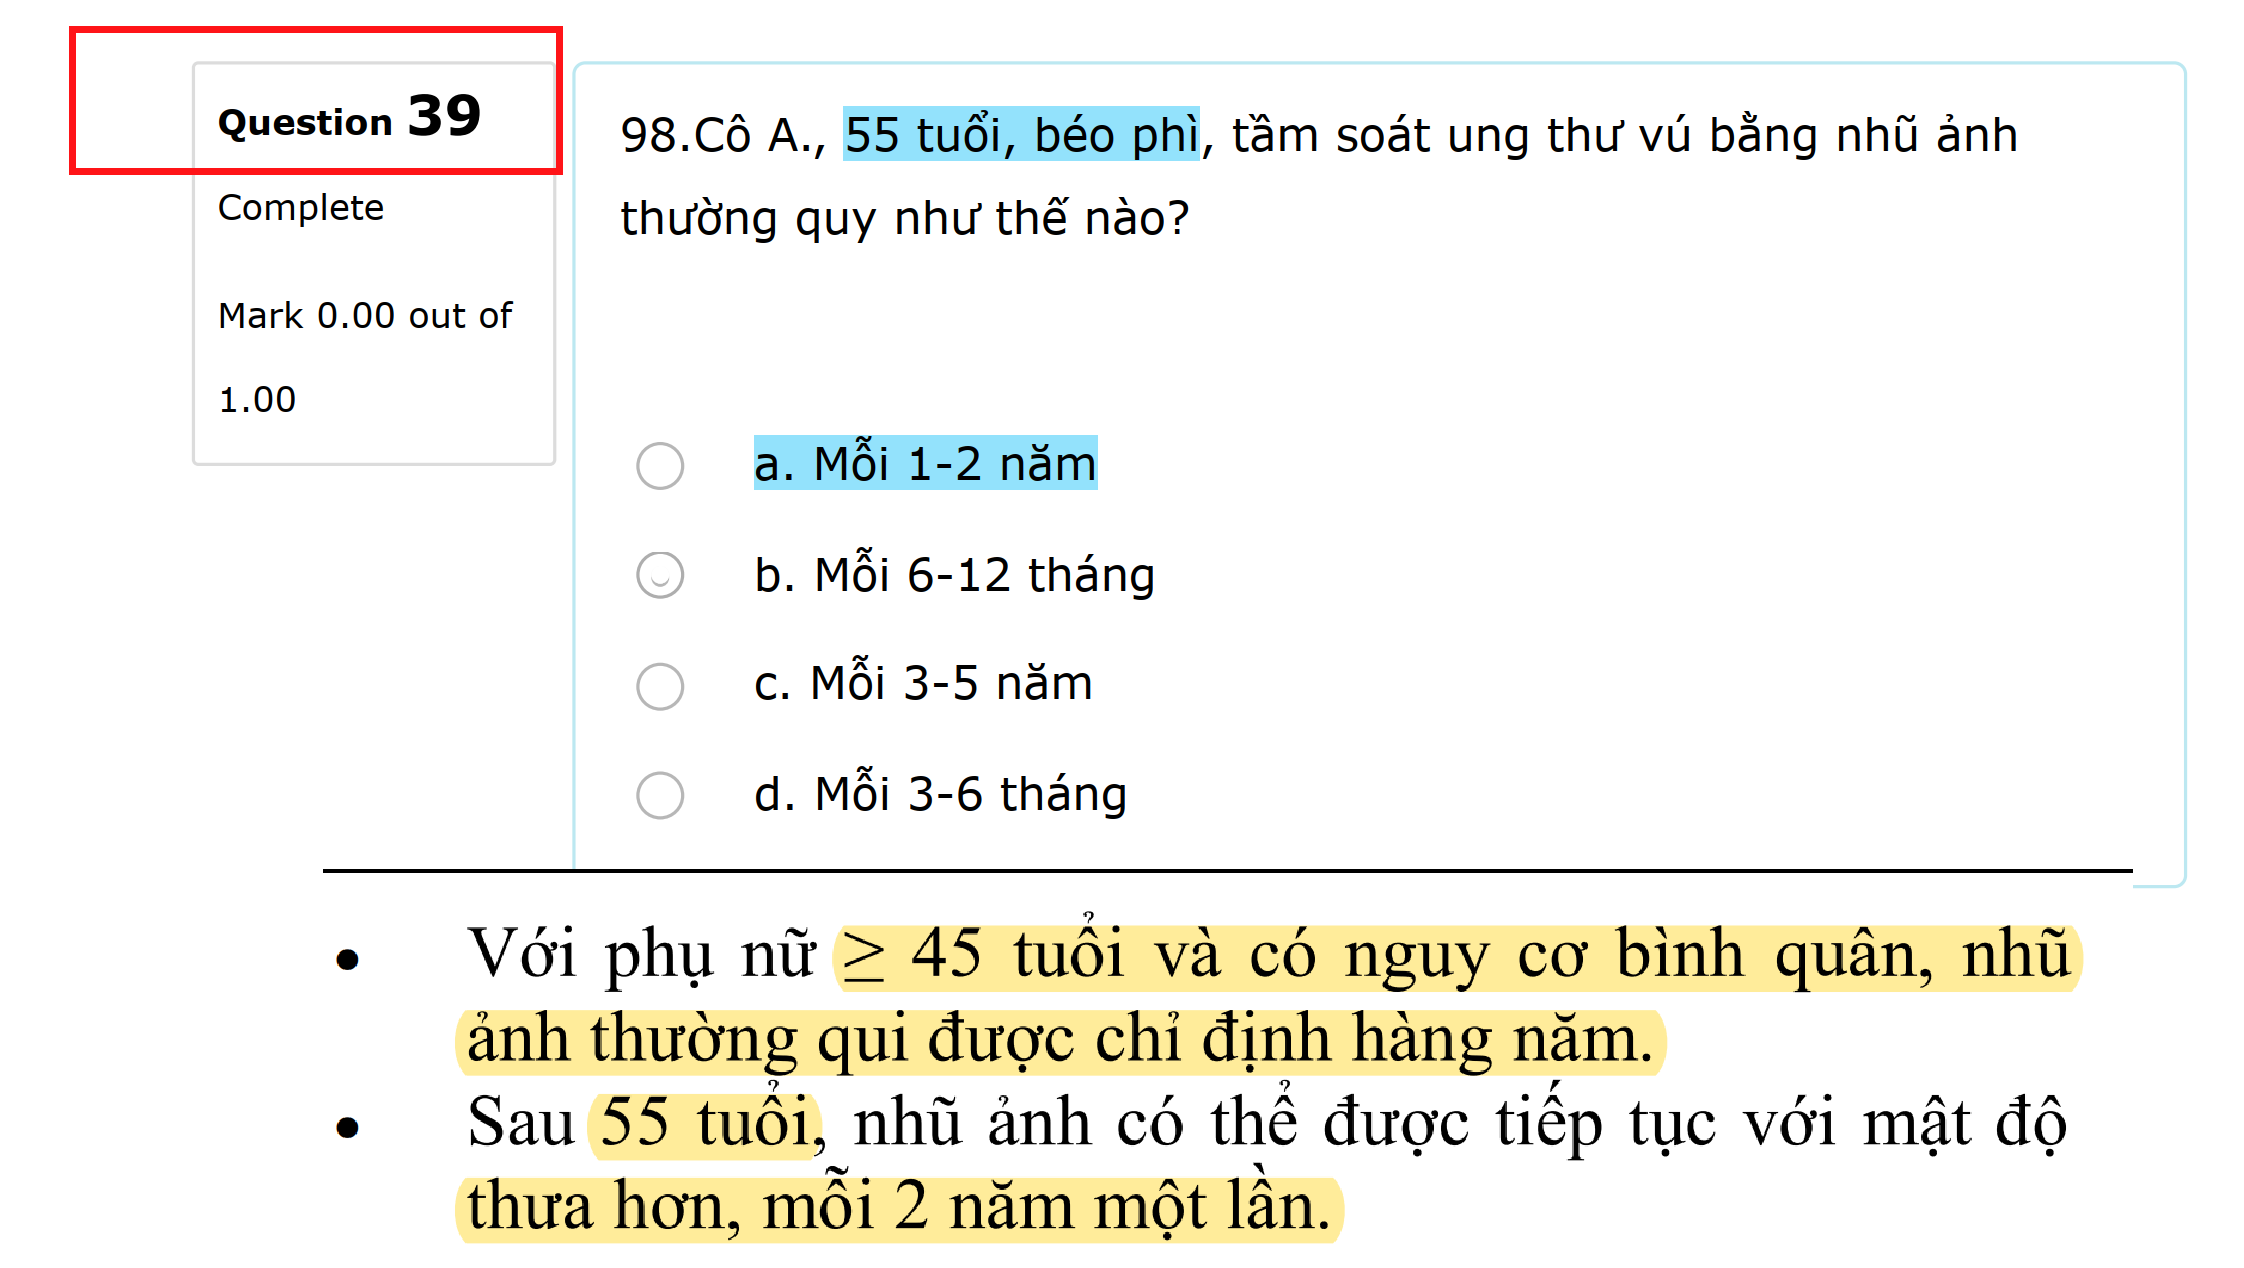 Question 39
Complete
Mark 0.00 out of
1.00
98.Cô A., 55 tuổi, béo phì, tầm soát ung thư vú bằng nhũ ảnh
thường quy như thế nào?
a. Mỗi 1-2 năm
b. Mỗi 6-12 tháng
c. Mỗi 3-5 năm
d. Mỗi 3-6 tháng
• Với phụ nữ ≥ 45 tuổi và có nguy cơ bình quân, nhũ
ảnh thường qui được chỉ định hàng năm.
• Sau 55 tuổi, nhũ ảnh có thể được tiếp tục với mật độ
thưa hơn, mỗi 2 năm một lần.